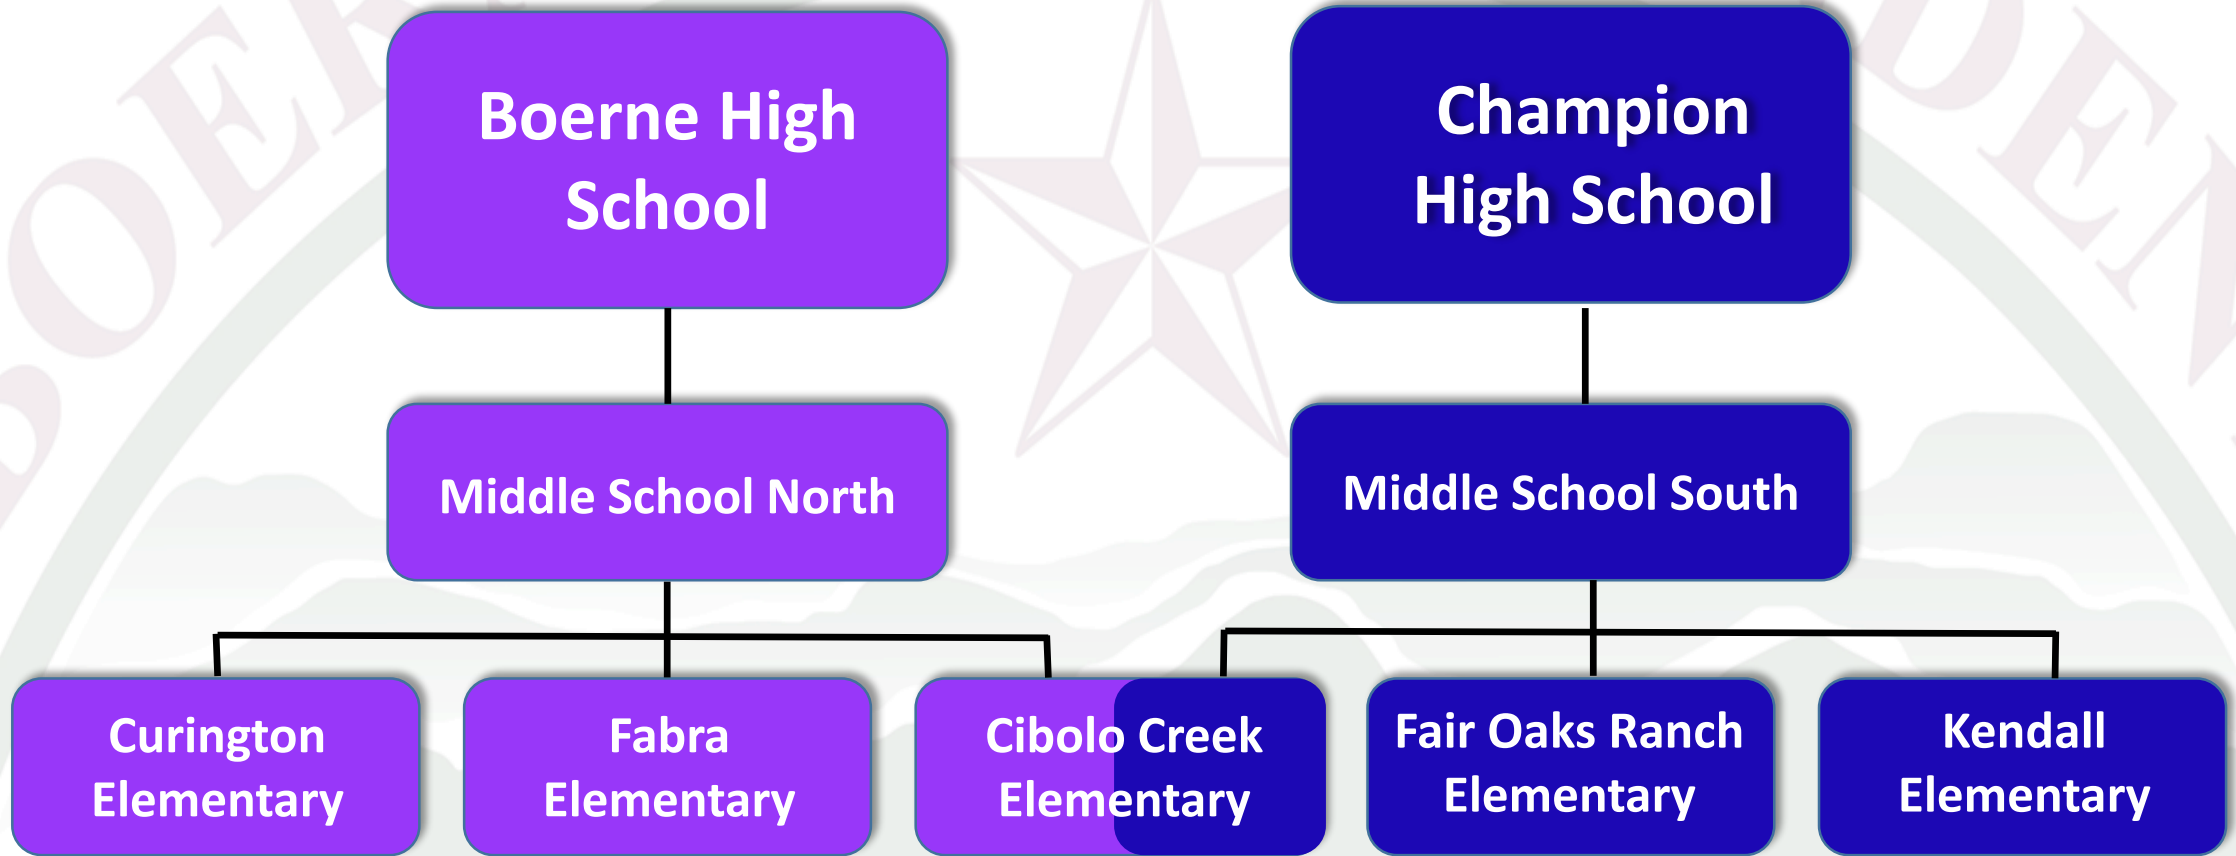 Boerne High
School
Champion
High School
Middle School North
Middle School South
Curington
Elementary
Fabra
Elementary
Cibolo Creek
Elementary
Fair Oaks Ranch
Elementary
Kendall
Elementary